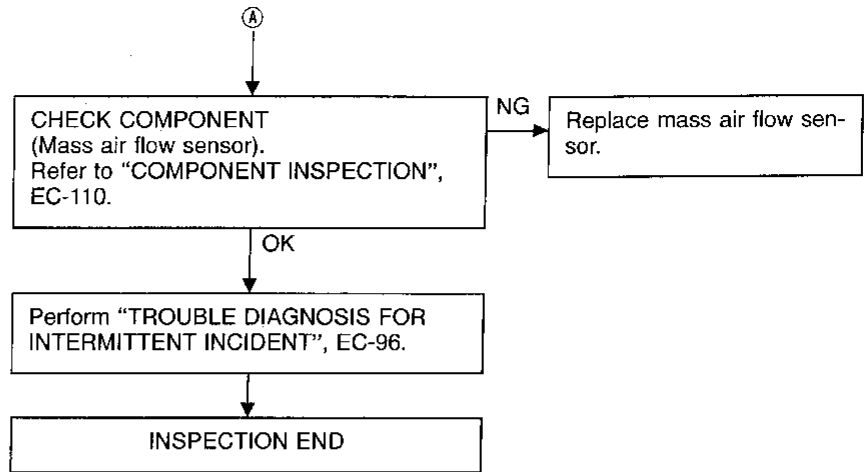 Ⓐ
CHECK COMPONENT
(Mass air flow sensor).
Refer to “COMPONENT INSPECTION”,
EC-110.
NG
Replace mass air flow sen-
sor.
OK
Perform “TROUBLE DIAGNOSIS FOR
INTERMITTENT INCIDENT”, EC-96.
INSPECTION END